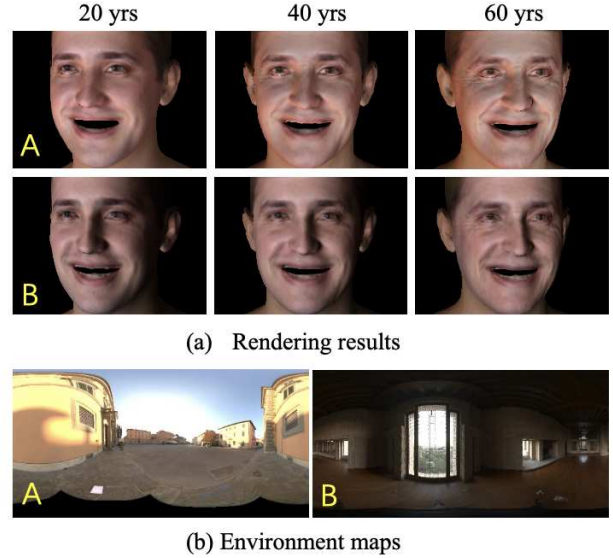 20 yrs 40 yrs 60 yrs
A
B
(a) Rendering results
A B
(b) Environment maps